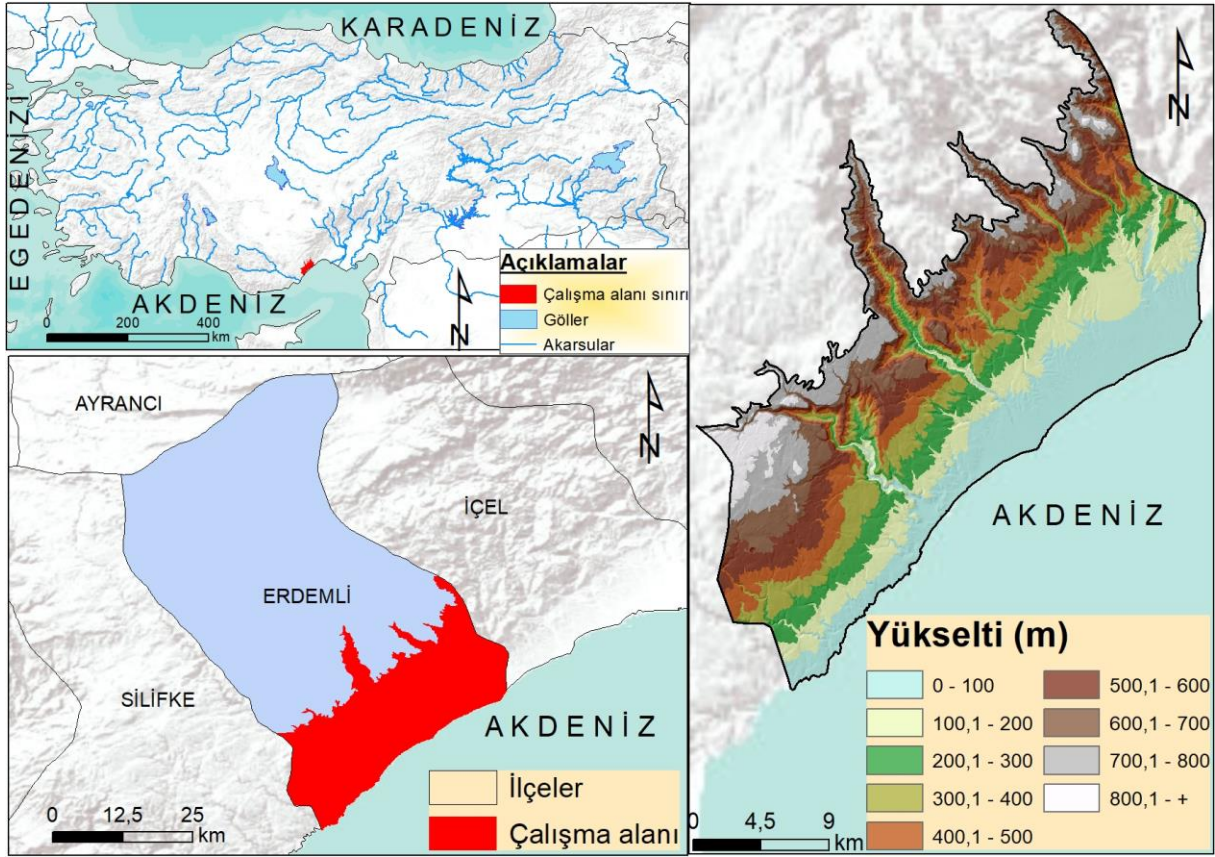 KARADENİZ
EGEDENİZİ
AKDENİZ
N
0 200 400
km
Açıklamalar
Çalışma alanı sınırı
Göller
Akarsular
AYRANCI
N
İÇEL
ERDEMLİ
SİLİFKE
AKDENİZ
0 12,5 25
km
İlçeler
Çalışma alanı
N
AKDENİZ
Yükselti (m)
0 - 100
100,1 - 200
200,1 - 300
300,1 - 400
400,1 - 500
500,1 - 600
600,1 - 700
700,1 - 800
800,1 - +
0 4,5 9
km